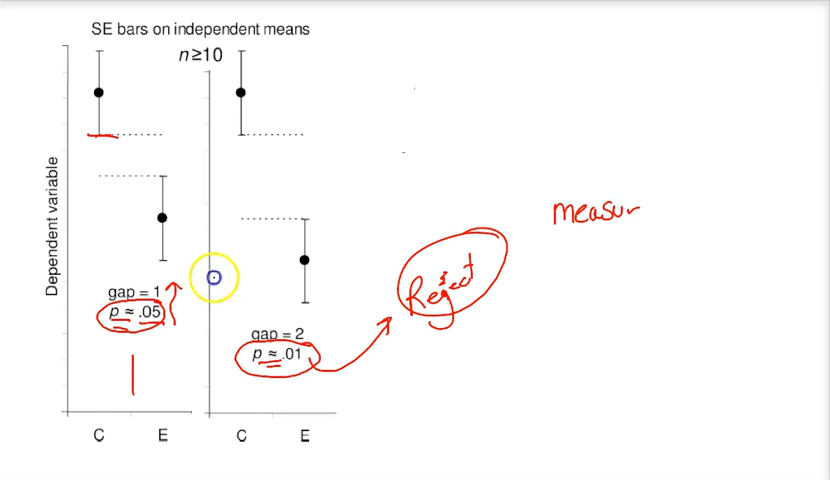 SE bars on independent means
n≥10
Dependent variable
gap = 1
p ≈ .05
gap = 2
p ≈ .01
Reject
measur
C E C E